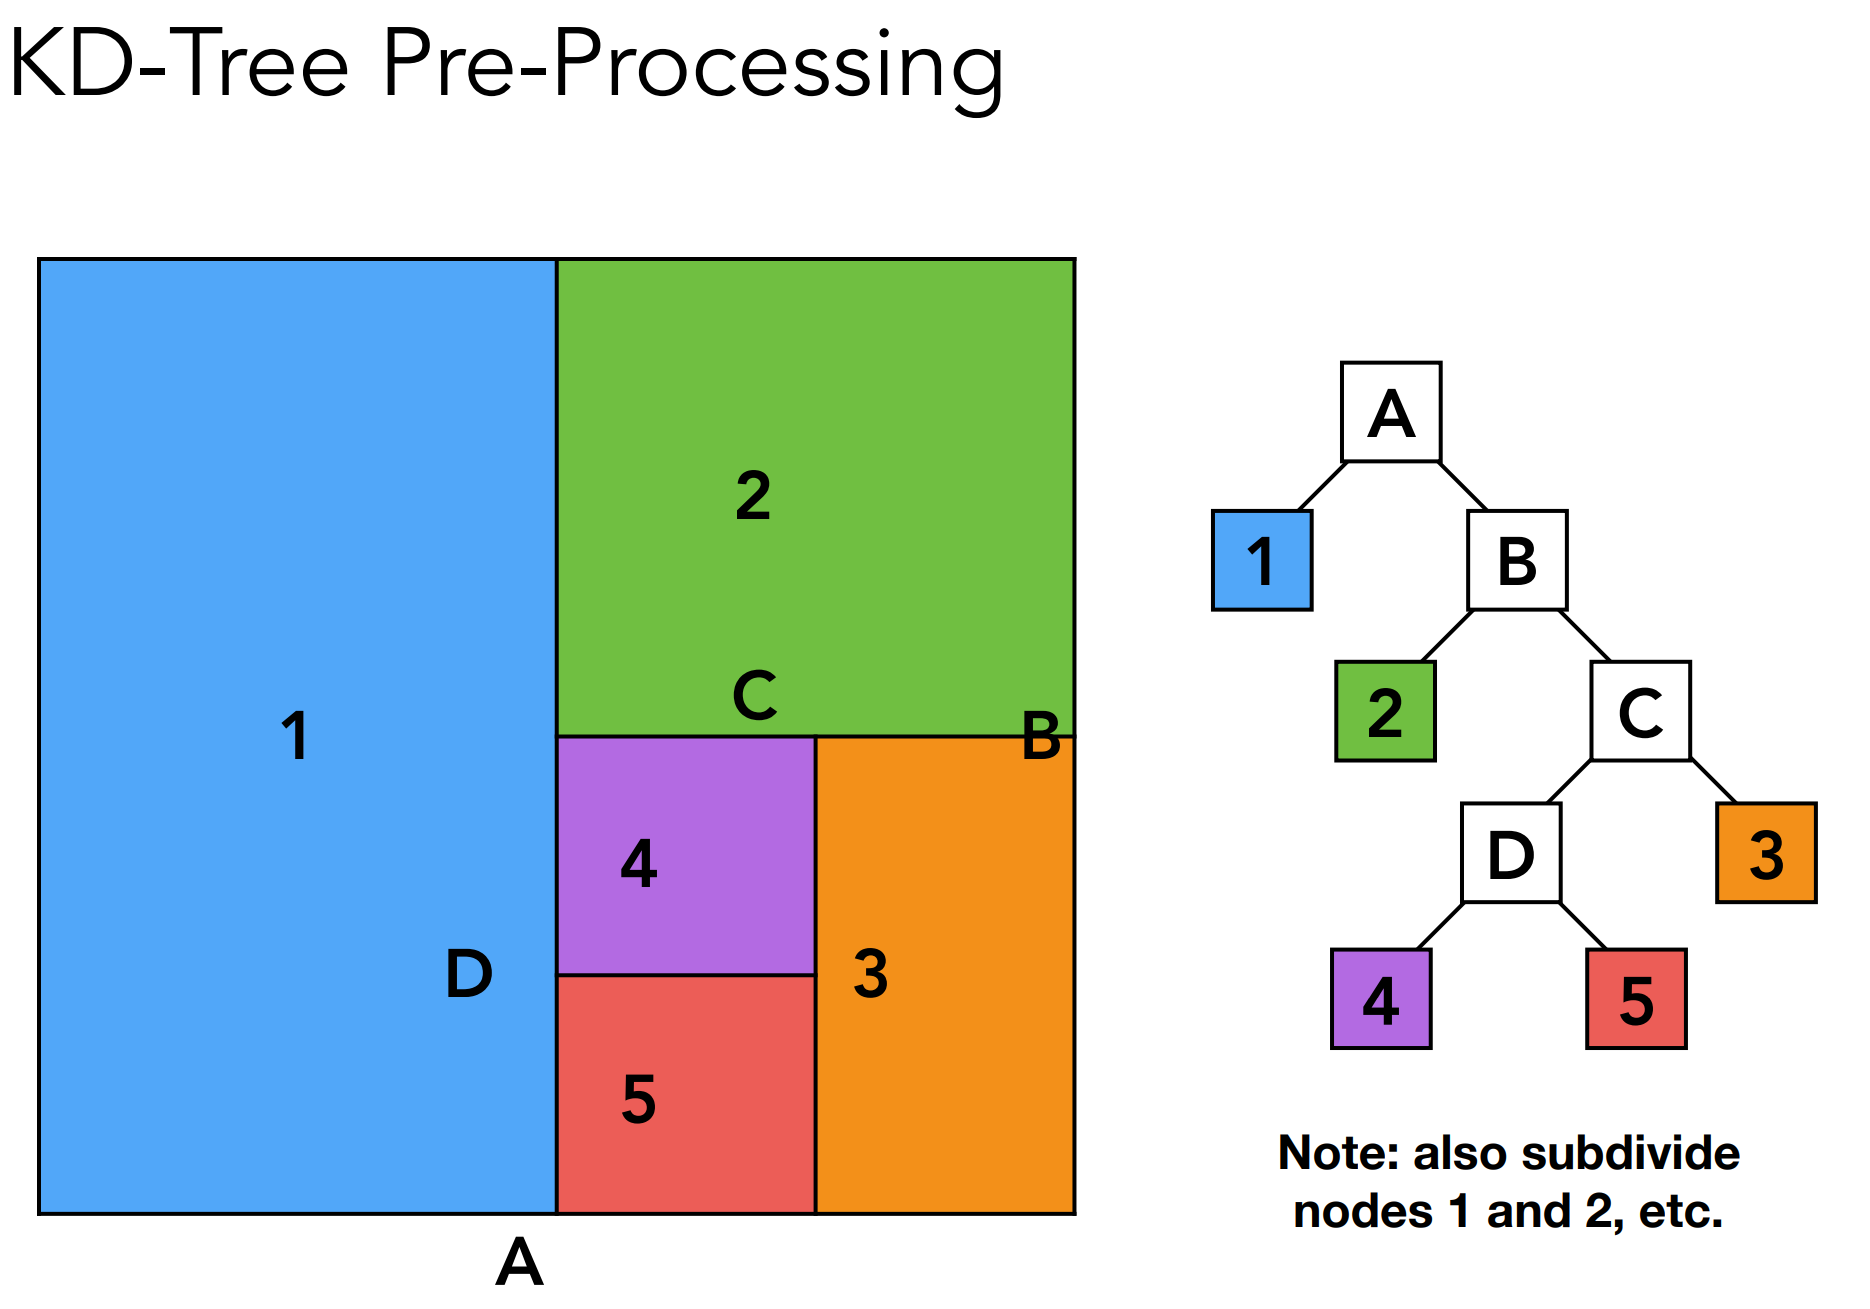 KD-Tree Pre-Processing
1
2
C
B
4
D
3
5
A
A
1
B
2
C
D
3
4
5
Note: also subdivide
nodes 1 and 2, etc.